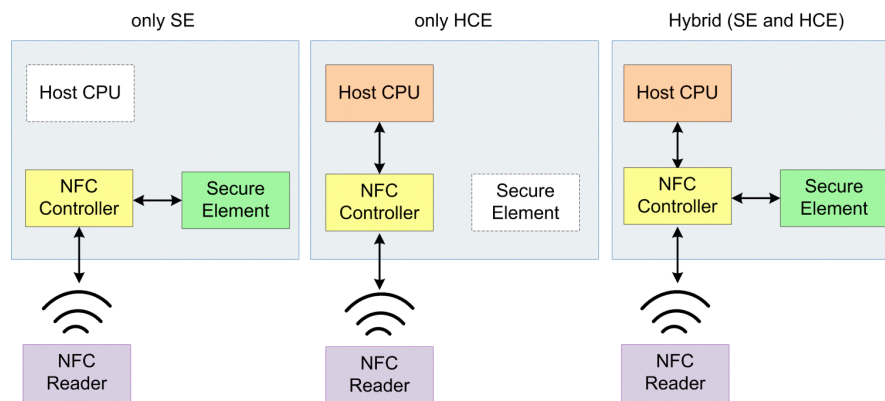 only SE
Host CPU
NFC
Controller
Secure
Element
NFC
Reader
only HCE
Host CPU
NFC
Controller
Secure
Element
NFC
Reader
Hybrid (SE and HCE)
Host CPU
NFC
Controller
Secure
Element
NFC
Reader